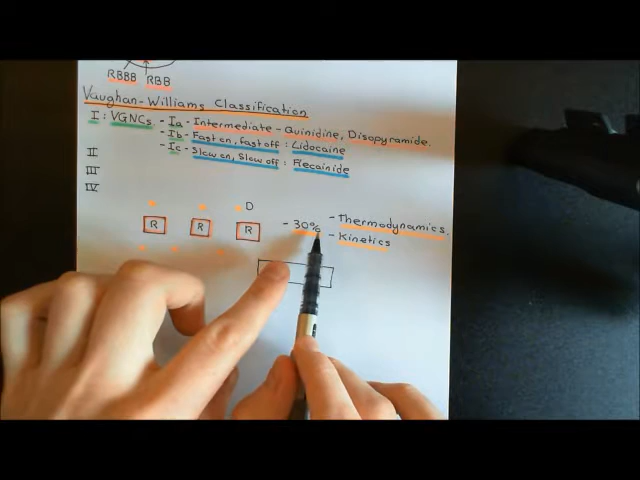 RBBB RBB
Vaughan-Williams Classification
I : VGNCs - Ia - Intermediate - Quinidine, Disopyramide.
- Ib - Fast on, fast off : Lidocaine
- Ic - Slow on, Slow off : Flecainide
II
III
IV
D
R R R
- 30%
- Thermodynamics.
- Kinetics